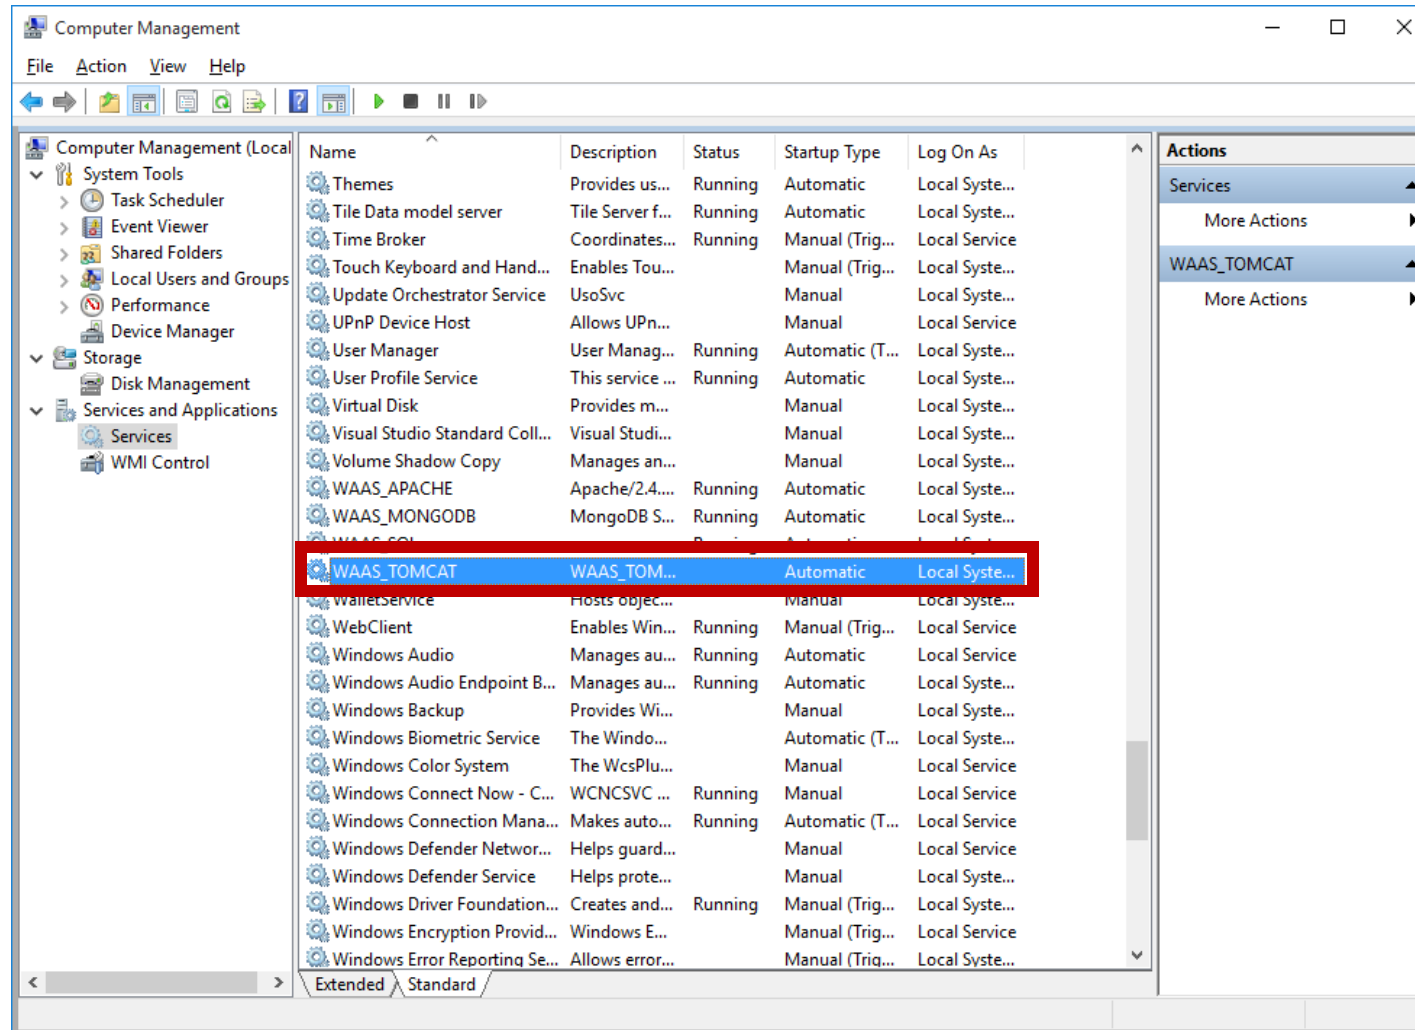 Computer Management
File Action View Help
Computer Management (Local
System Tools
Task Scheduler
Event Viewer
Shared Folders
Local Users and Groups
Performance
Device Manager
Storage
Disk Management
Services and Applications
Services
WMI Control
Name Description Status Startup Type Log On As
Themes Provides us... Running Automatic Local Syste...
Tile Data model server Tile Server f... Running Automatic Local Syste...
Time Broker Coordinates... Running Manual (Trig... Local Service
Touch Keyboard and Hand... Enables Tou... Manual (Trig... Local Syste...
Update Orchestrator Service UsoSvc Manual Local Syste...
UPnP Device Host Allows UPn... Manual Local Service
User Manager User Manag... Running Automatic (T... Local Syste...
User Profile Service This service ... Running Automatic Local Syste...
Virtual Disk Provides m... Manual Local Syste...
Visual Studio Standard Coll... Visual Studi... Manual Local Syste...
Volume Shadow Copy Manages an... Manual Local Syste...
WAAS_APACHE Apache/2.4.... Running Automatic Local Syste...
WAAS_MONGODB MongoDB S... Running Automatic Local Syste...
WAAS_SQL Running Automatic Local Syste...
WAAS_TOMCAT WAAS_TOM... Automatic Local Syste...
WalletService Hosts objec... Manual Local Syste...
WebClient Enables Win... Running Manual (Trig... Local Service
Windows Audio Manages au... Running Automatic Local Service
Windows Audio Endpoint B... Manages au... Running Automatic Local Syste...
Windows Backup Provides Wi... Manual Local Syste...
Windows Biometric Service The Windo... Automatic (T... Local Syste...
Windows Color System The WcsPlu... Manual Local Service
Windows Connect Now - C... WCNCSVC ... Running Manual Local Service
Windows Connection Mana... Makes auto... Running Automatic (T... Local Service
Windows Defender Networ... Helps guard... Manual Local Service
Windows Defender Service Helps prote... Manual Local Syste...
Windows Driver Foundation... Creates and... Running Manual (Trig... Local Syste...
Windows Encryption Provid... Windows E... Manual (Trig... Local Service
Windows Error Reporting Se... Allows error... Manual (Trig... Local Syste...
Extended Standard
Actions
Services
More Actions
WAAS_TOMCAT
More Actions